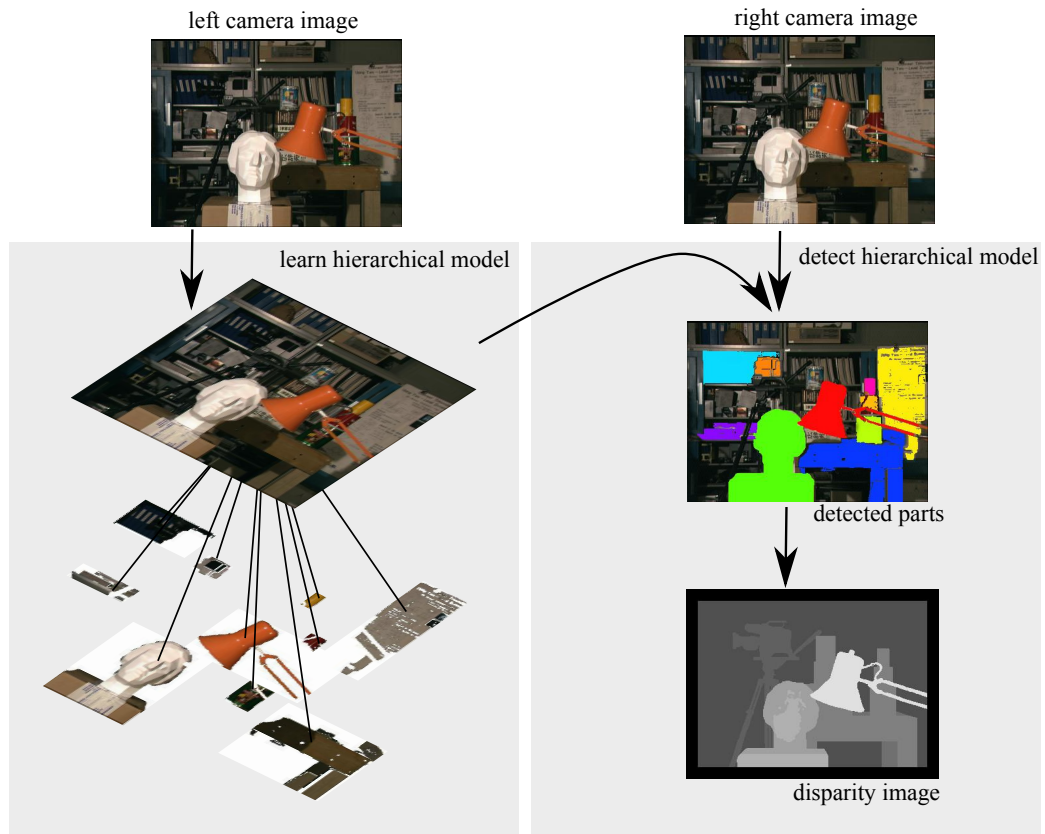 left camera image
right camera image
learn hierarchical model
detect hierarchical model
detected parts
disparity image